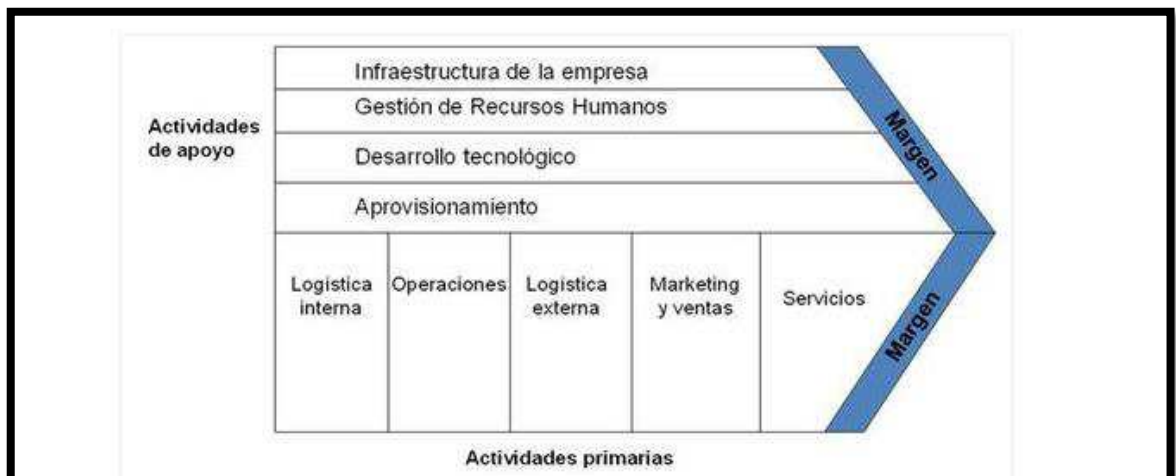 Infraestructura de la empresa
Gestión de Recursos Humanos
Actividades
de apoyo
Desarrollo tecnológico
Aprovisionamiento
Margen
Logística
interna
Operaciones
Logística
externa
Marketing
y ventas
Servicios
Margen
Actividades primarias